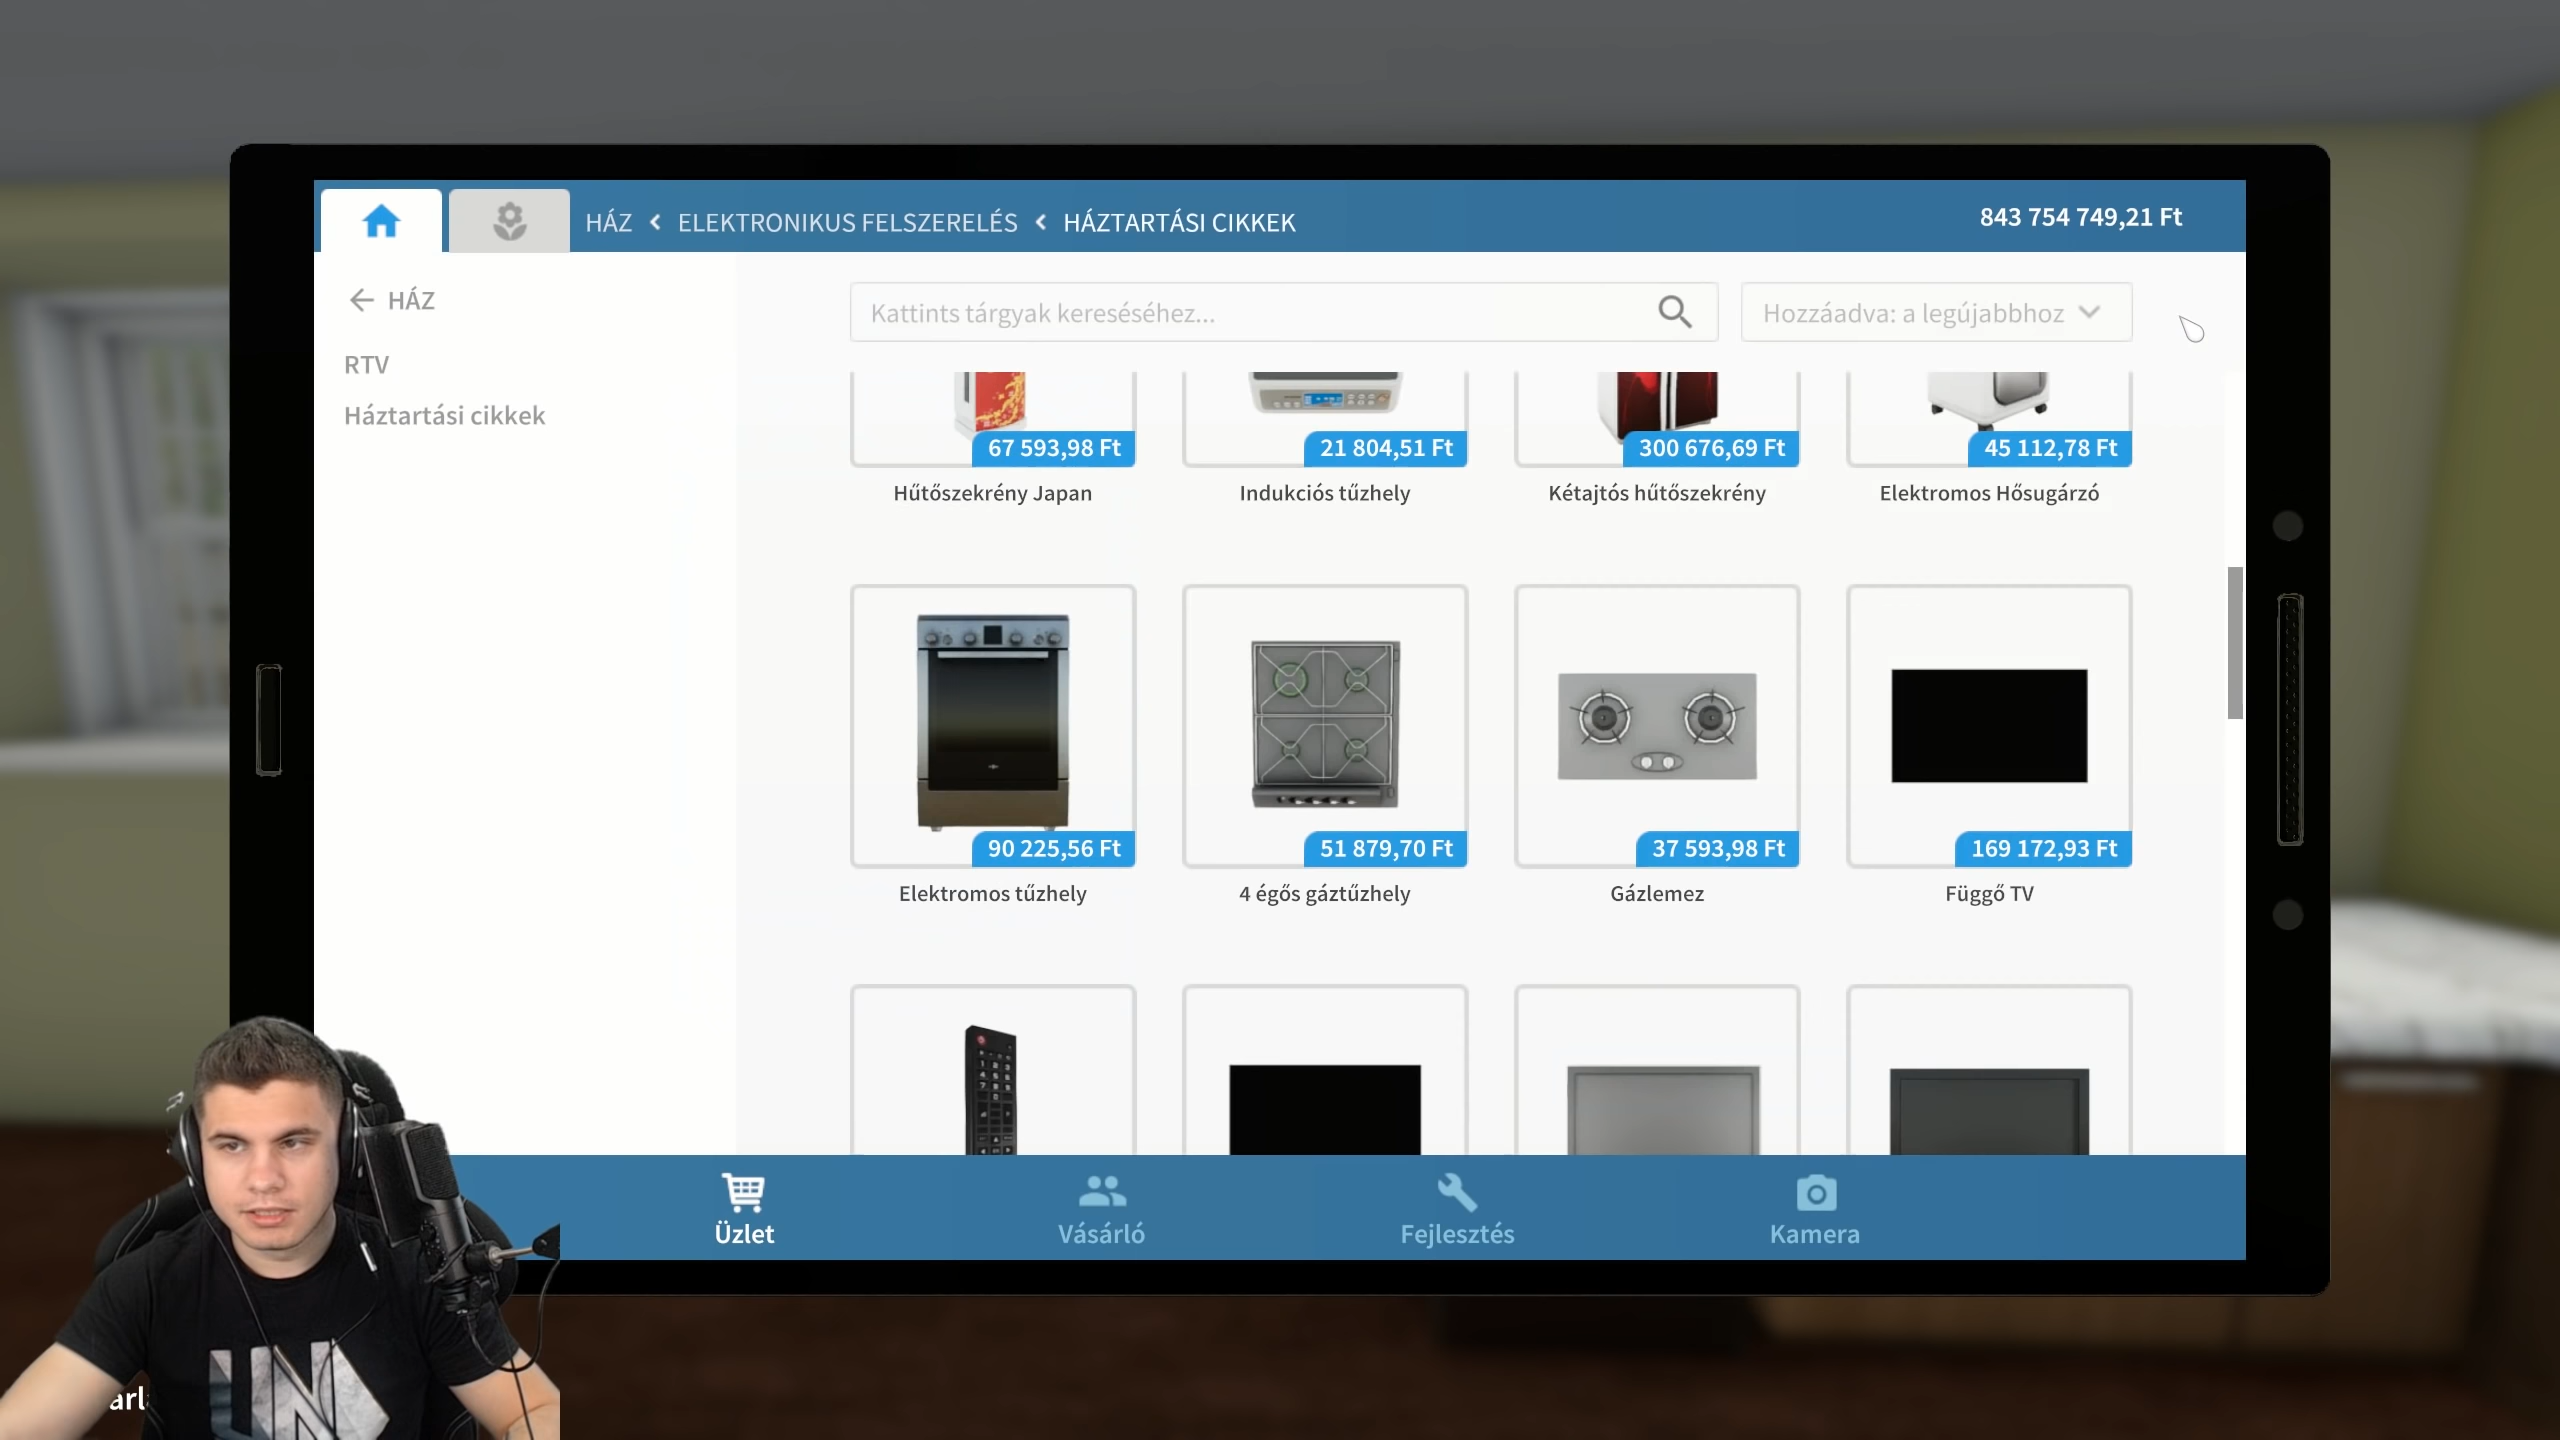 HÁZ < ELEKTRONIKUS FELSZERELÉS < HÁZTARTÁSI CIKKEK
843 754 749,21 Ft
← HÁZ
Kattints tárgyak kereséséhez...
Hozzáadva: a legújabbhoz
RTV
Háztartási cikkek
67 593,98 Ft
21 804,51 Ft
300 676,69 Ft
45 112,78 Ft
Hűtőszekrény Japan
Indukciós tűzhely
Kétajtós hűtőszekrény
Elektromos Hősugárzó
90 225,56 Ft
51 879,70 Ft
37 593,98 Ft
169 172,93 Ft
Elektromos tűzhely
4 égős gáztűzhely
Gázlemez
Függő TV
Üzlet
Vásárló
Fejlesztés
Kamera